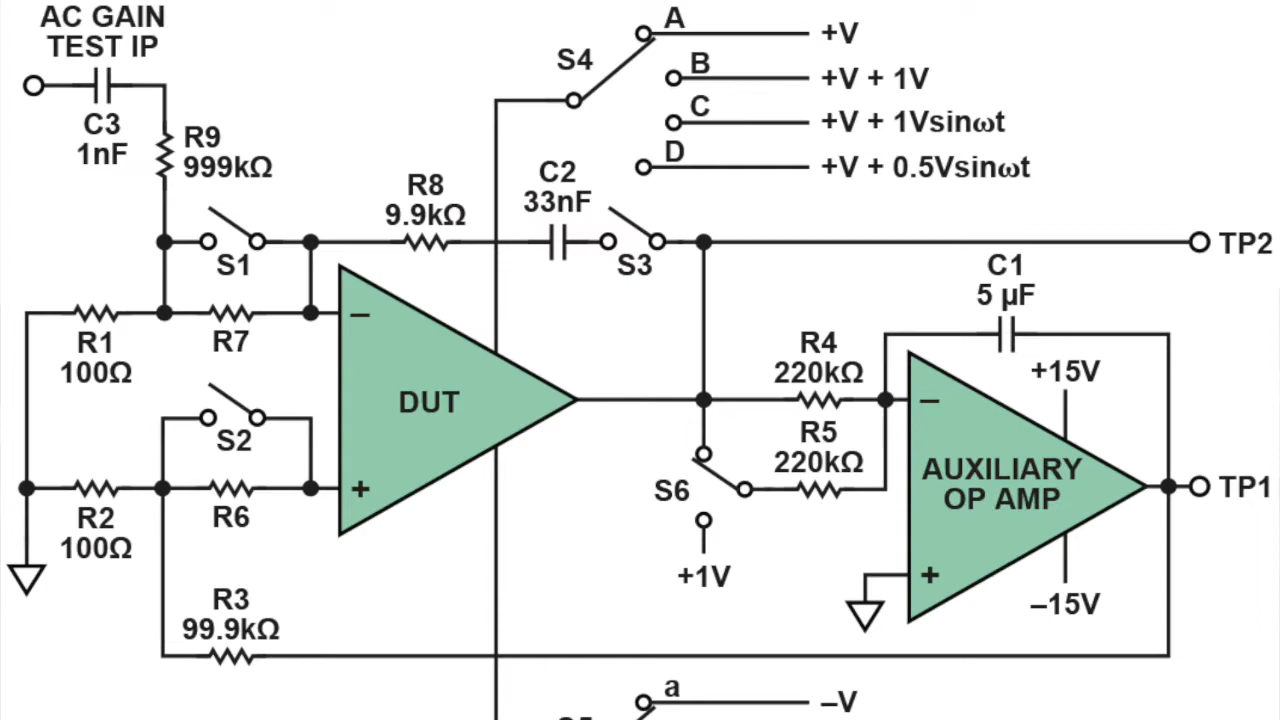 AC GAIN
TEST IP
C3
1nF
R9
999kΩ
S4
A
+V
B
+V + 1V
C
+V + 1Vsinωt
D
+V + 0.5Vsinωt
R8
9.9kΩ
C2
33nF
S1
S3
TP2
R1
100Ω
R7
–
DUT
+
S2
R2
100Ω
R6
R3
99.9kΩ
C1
5 µF
R4
220kΩ
R5
220kΩ
S6
+1V
+15V
–
AUXILIARY
OP AMP
+
–15V
TP1
a
–V